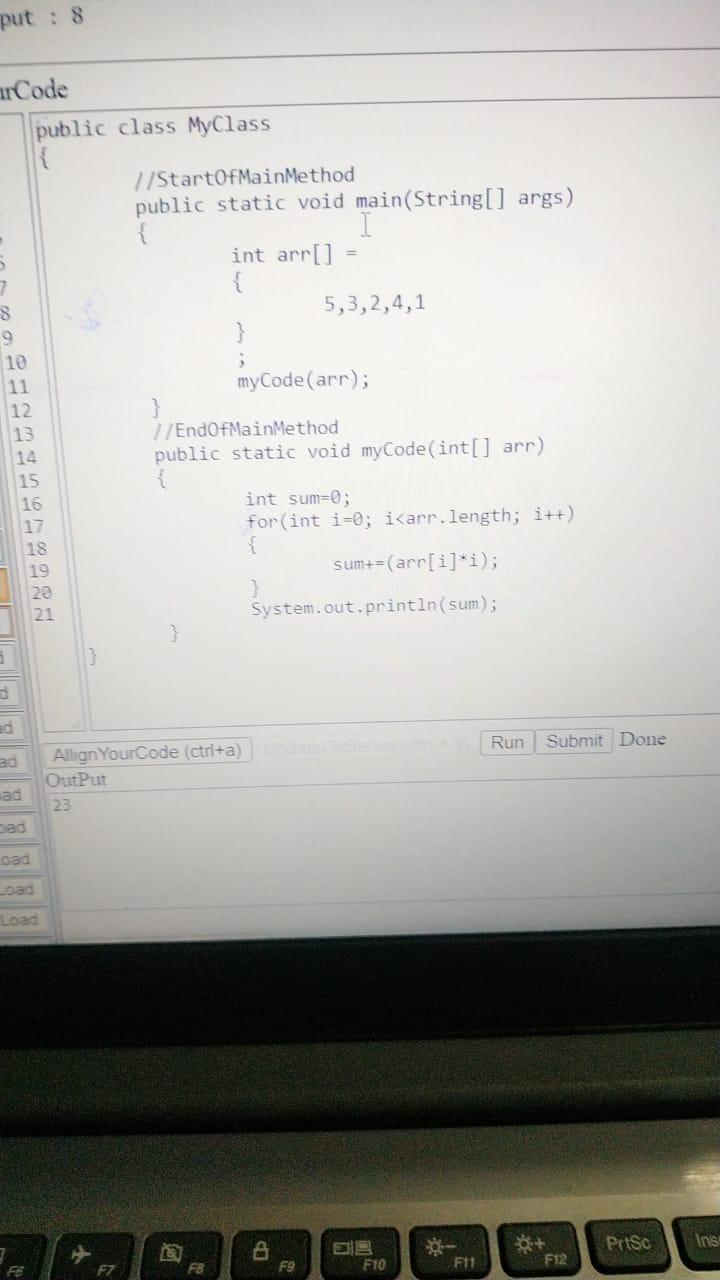 put : 8
urCode
public class MyClass
{
//StartOfMainMethod
public static void main(String[] args)
{
int arr[] =
{
5,3,2,4,1
}
;
myCode(arr);
}
//EndOfMainMethod
public static void myCode(int[] arr)
{
int sum=0;
for(int i=0; i<arr.length; i++)
{
sum+=(arr[i]*i);
}
System.out.println(sum);
}
}
7
8
9
10
11
12
13
14
15
16
17
18
19
20
21
AllignYourCode (ctrl+a) UpdateOnServer (ctrl + s) Run Submit Done
OutPut
23
d
d
ad
ad
ad
oad
oad
Load
Load
F6 F7 F8 F9 F10 F11 F12 PrtSc Ins